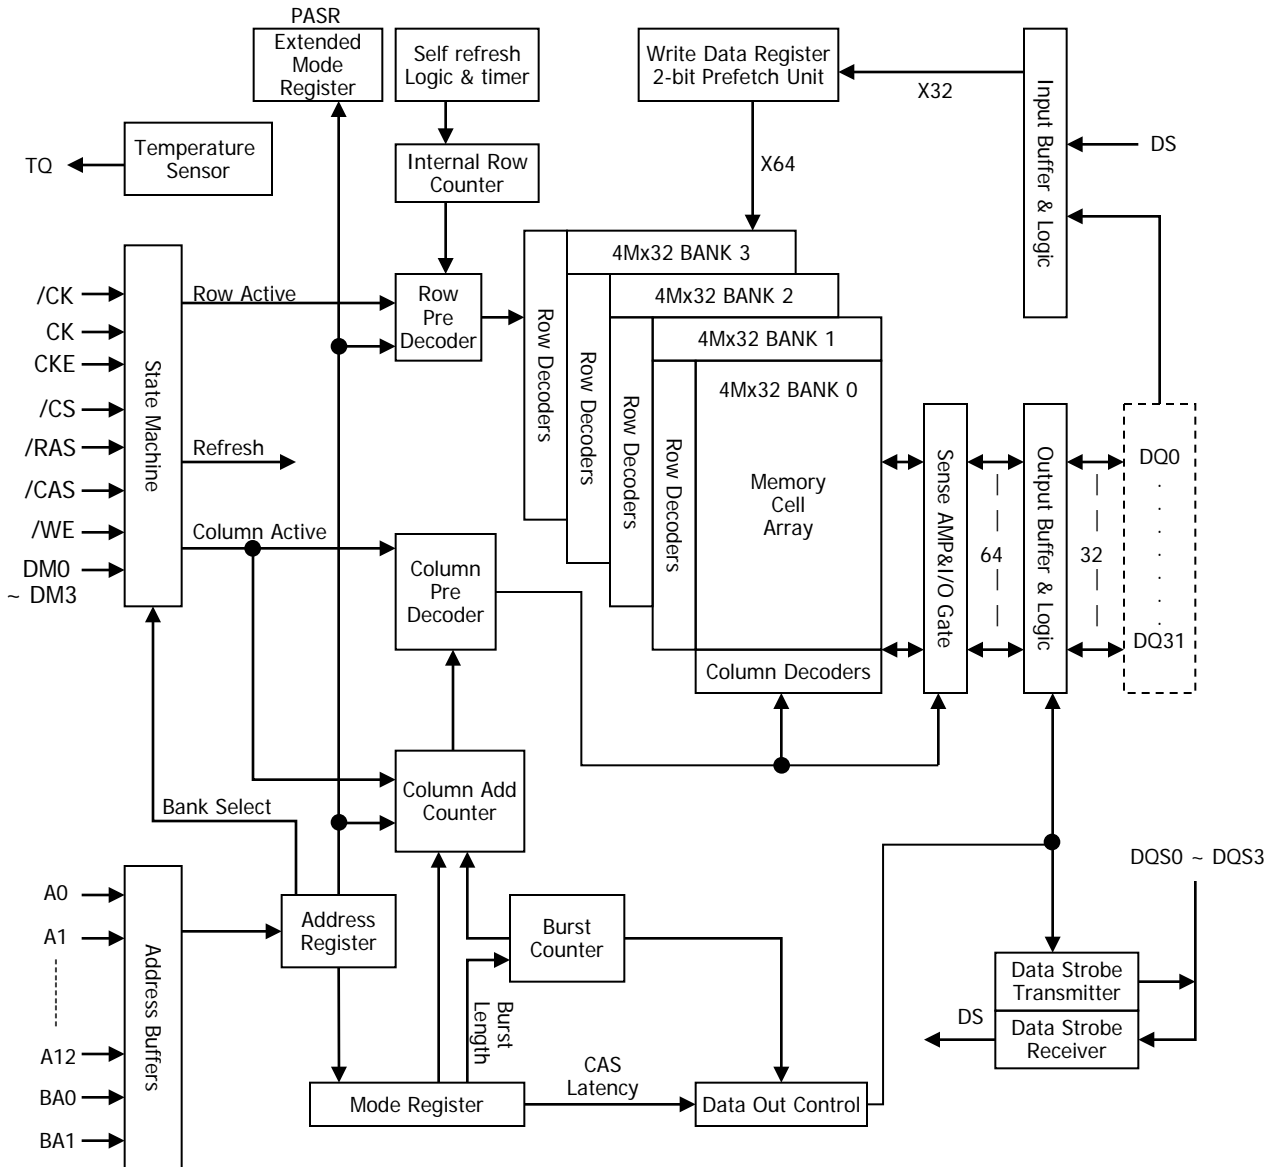 PASR
Extended
Mode
Register
Self refresh
Logic & timer
Write Data Register
2-bit Prefetch Unit
X32
Input Buffer & Logic
DS
TQ
Temperature
Sensor
Internal Row
Counter
X64
4Mx32 BANK 3
4Mx32 BANK 2
4Mx32 BANK 1
4Mx32 BANK 0
Row Decoders
Row Decoders
Row Decoders
Row Decoders
Memory
Cell
Array
/CK
CK
CKE
/CS
/RAS
/CAS
/WE
DM0
~ DM3
State Machine
Row Active
Row
Pre
Decoder
Refresh
Column Active
Column
Pre
Decoder
Column Decoders
Sense AMP&I/O Gate
64
Output Buffer & Logic
32
DQ0
.
.
.
.
.
.
.
DQ31
Column Add
Counter
Bank Select
A0
A1
A12
BA0
BA1
Address Buffers
Address
Register
Burst
Counter
Burst
Length
DQS0 ~ DQS3
Data Strobe
Transmitter
DS
Data Strobe
Receiver
Mode Register
CAS
Latency
Data Out Control